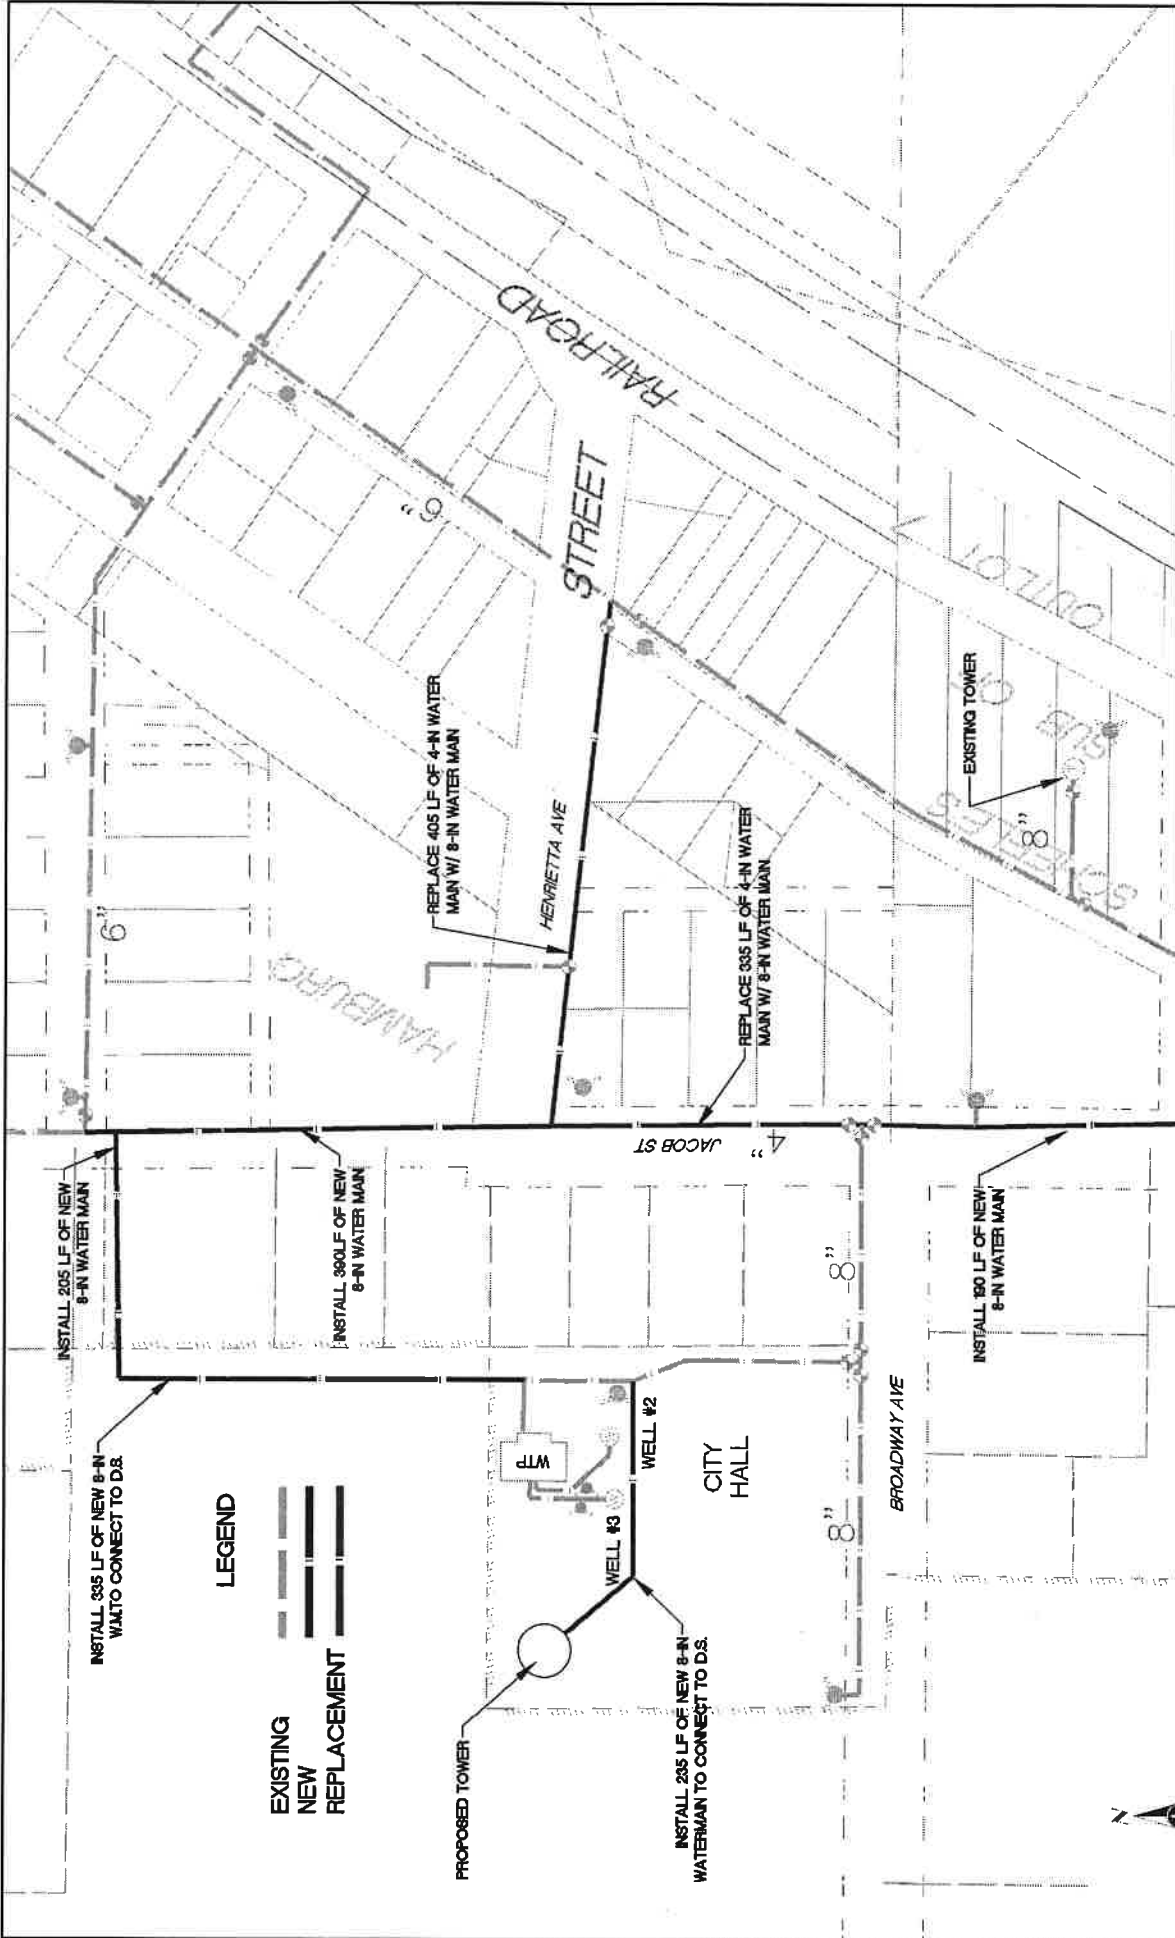 INSTALL 335 LF OF NEW 8-IN
W.M.TO CONNECT TO D.S.
INSTALL 205 LF OF NEW
8-IN WATER MAIN
6"
LEGEND
EXISTING
NEW
REPLACEMENT
INSTALL 390LF OF NEW
8-IN WATER MAIN
HAMBURG
REPLACE 405 LF OF 4-IN WATER
MAIN W/ 8-IN WATER MAIN
6"
RAILROAD
STREET
HENRIETTA AVE
PROPOSED TOWER
WTP
WELL #3
WELL #2
JACOB ST
4"
REPLACE 335 LF OF 4-IN WATER
MAIN W/ 8-IN WATER MAIN
INSTALL 235 LF OF NEW 8-IN
WATERMAIN TO CONNECT TO D.S.
CITY
HALL
8"
8"
BROADWAY AVE
INSTALL 190 LF OF NEW
8-IN WATER MAIN
EXISTING TOWER
8"
SUB OF
OUTLOT
N